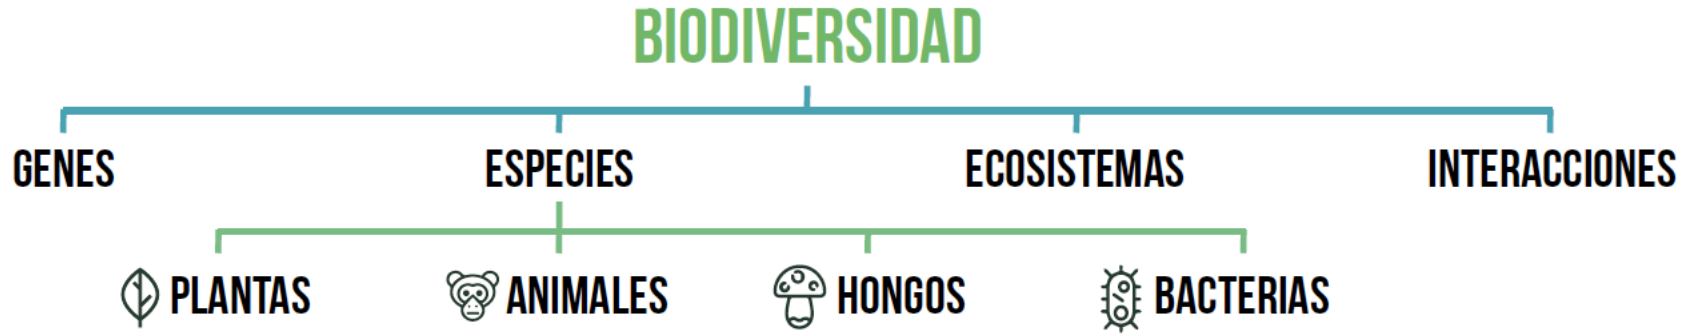 BIODIVERSIDAD
GENES ESPECIES ECOSISTEMAS INTERACCIONES
PLANTAS ANIMALES HONGOS BACTERIAS